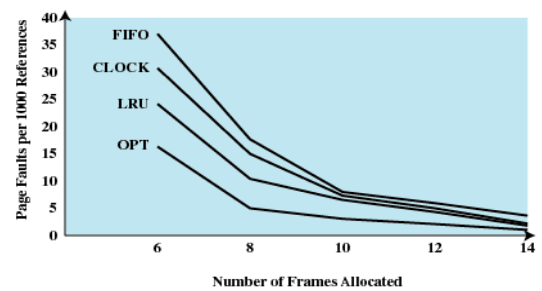 Page Faults per 1000 References
40
35
30
25
20
15
10
5
0
FIFO
CLOCK
LRU
OPT
6 8 10 12 14
Number of Frames Allocated